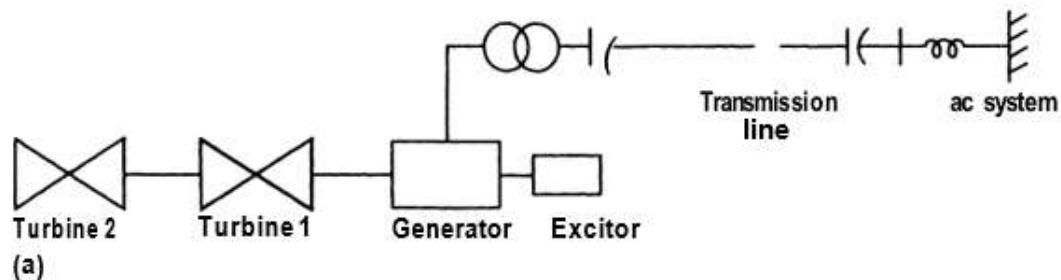 Transmission
line
ac system
Turbine 2
Turbine 1
Generator
Excitor
(a)